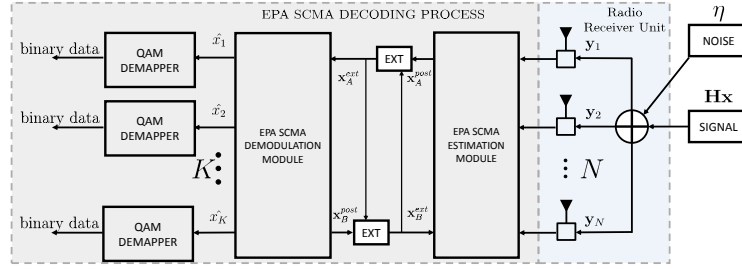 EPA SCMA DECODING PROCESS
Radio
Receiver Unit
η
NOISE
Hx
SIGNAL
binary data
QAM
DEMAPPER
x̂₁
binary data
QAM
DEMAPPER
x̂₂
K
binary data
QAM
DEMAPPER
x̂_K
EPA SCMA
DEMODULATION
MODULE
EXT
x_A^{ext}
x_A^{post}
x_B^{post}
x_B^{ext}
EXT
EPA SCMA
ESTIMATION
MODULE
y₁
y₂
N
y_N